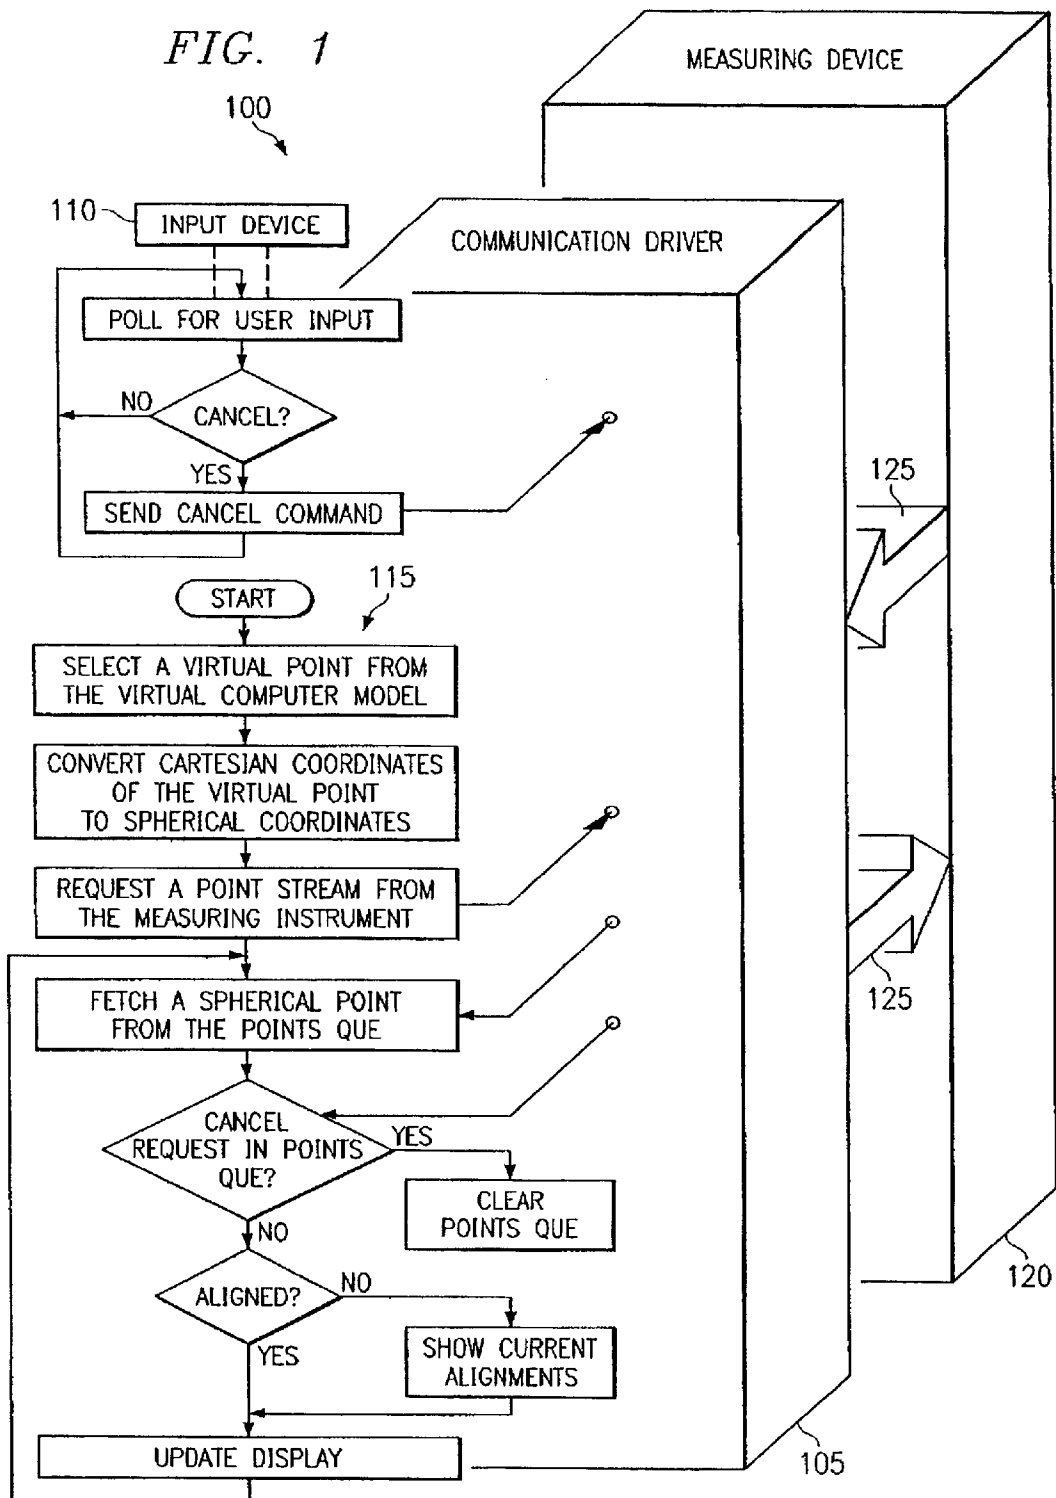 FIG. 1
MEASURING DEVICE
100
110
INPUT DEVICE
COMMUNICATION DRIVER
POLL FOR USER INPUT
NO
CANCEL?
YES
SEND CANCEL COMMAND
125
START
115
SELECT A VIRTUAL POINT FROM
THE VIRTUAL COMPUTER MODEL
CONVERT CARTESIAN COORDINATES
OF THE VIRTUAL POINT
TO SPHERICAL COORDINATES
REQUEST A POINT STREAM FROM
THE MEASURING INSTRUMENT
FETCH A SPHERICAL POINT
FROM THE POINTS QUE
125
CANCEL
REQUEST IN POINTS
QUE?
YES
CLEAR
POINTS QUE
NO
ALIGNED?
NO
120
YES
SHOW CURRENT
ALIGNMENTS
UPDATE DISPLAY
105